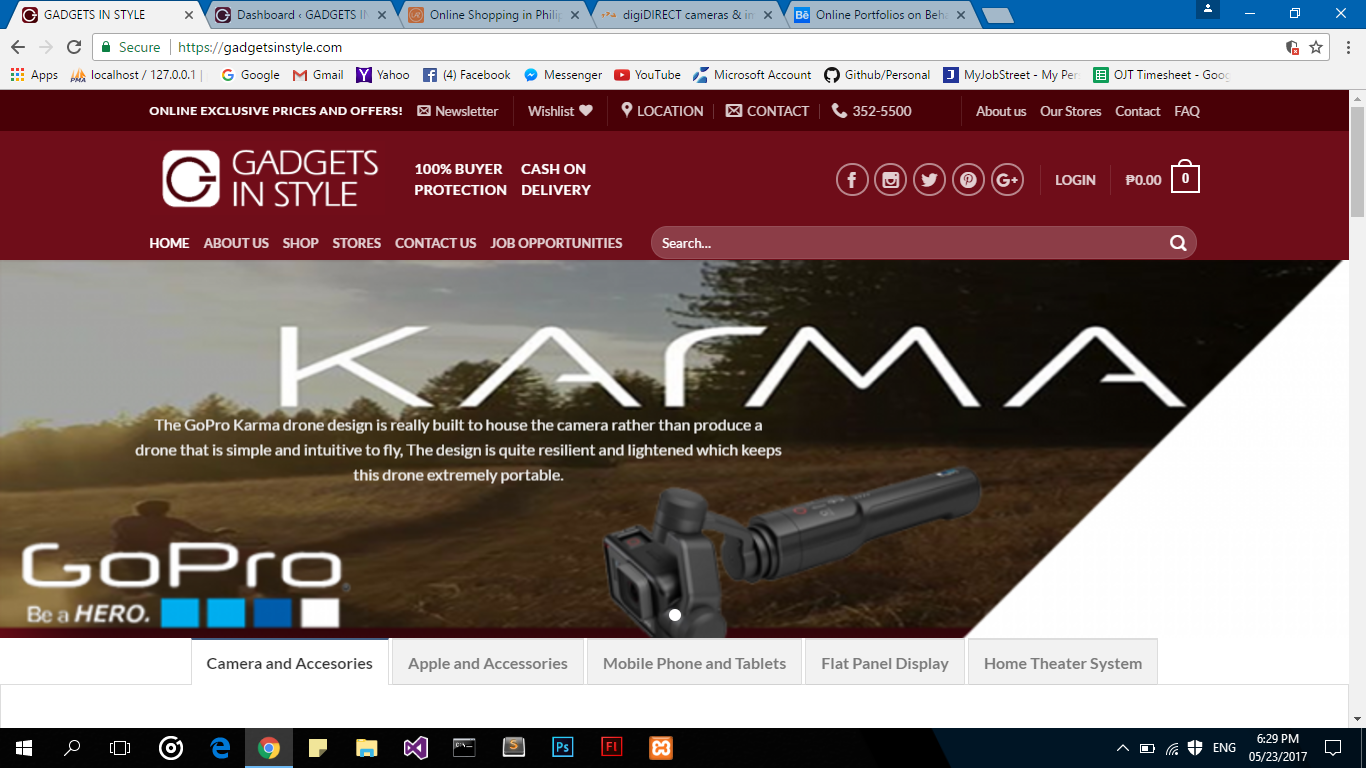 GADGETS IN STYLE
Dashboard ‹ GADGETS IN
Online Shopping in Philip
digiDIRECT cameras & im
Online Portfolios on Beha
Secure https://gadgetsinstyle.com
Apps localhost / 127.0.0.1 | Google Gmail Yahoo (4) Facebook Messenger YouTube Microsoft Account Github/Personal MyJobStreet - My Per OJT Timesheet - Goog
ONLINE EXCLUSIVE PRICES AND OFFERS! Newsletter Wishlist LOCATION CONTACT 352-5500 About us Our Stores Contact FAQ
GADGETS
IN STYLE
100% BUYER
PROTECTION
CASH ON
DELIVERY
LOGIN ₱0.00 0
HOME ABOUT US SHOP STORES CONTACT US JOB OPPORTUNITIES Search...
KARMA
The GoPro Karma drone design is really built to house the camera rather than produce a
drone that is simple and intuitive to fly, The design is quite resilient and lightened which keeps
this drone extremely portable.
GoPro
Be a HERO.
Camera and Accesories Apple and Accessories Mobile Phone and Tablets Flat Panel Display Home Theater System
ENG 6:29 PM
05/23/2017